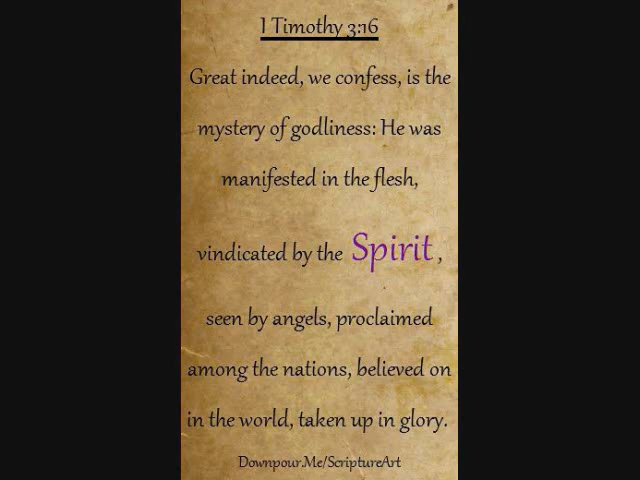 I Timothy 3:16
Great indeed, we confess, is the
mystery of godliness: He was
manifested in the flesh,
vindicated by the Spirit,
seen by angels, proclaimed
among the nations, believed on
in the world, taken up in glory.
Downpour.Me/ScriptureArt